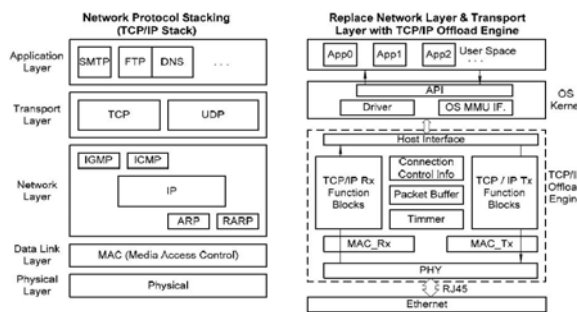 Network Protocol Stacking
(TCP/IP Stack)
Application
Layer
SMTP
FTP
DNS
. . .
Transport
Layer
TCP
UDP
Network
Layer
IGMP
ICMP
IP
ARP
RARP
Data Link
Layer
MAC (Media Access Control)
Physical
Layer
Physical
Replace Network Layer & Transport
Layer with TCP/IP Offload Engine
App0
App1
App2
User Space
. . .
API
Driver
OS MMU IF.
OS
Kerne
Host Interface
TCP/IP Rx
Function
Blocks
Connection
Control Info
Packet Buffer
Timmer
TCP / IP Tx
Function
Blocks
TCP/I
Offloa
Engin
MAC_Rx
MAC_Tx
PHY
RJ45
Ethernet